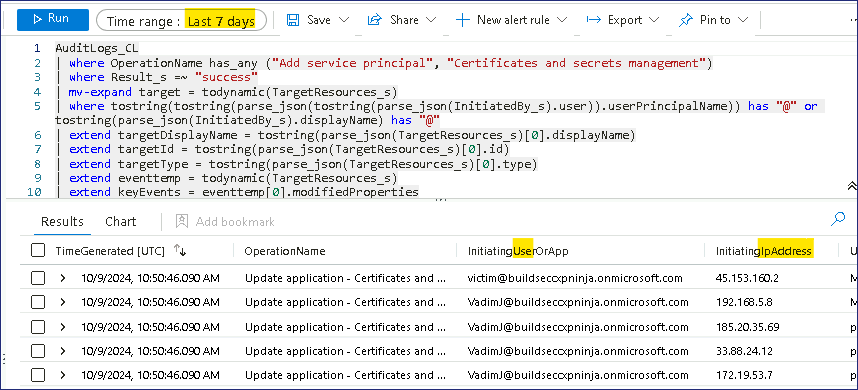 Run Time range : Last 7 days Save Share New alert rule Export Pin to
1 AuditLogs_CL
2 | where OperationName has_any ("Add service principal", "Certificates and secrets management")
3 | where Result_s =~ "success"
4 | mv-expand target = todynamic(TargetResources_s)
5 | where tostring(tostring(parse_json(tostring(parse_json(InitiatedBy_s).user)).userPrincipalName)) has "@" or
tostring(parse_json(InitiatedBy_s).displayName) has "@"
6 | extend targetDisplayName = tostring(parse_json(TargetResources_s)[0].displayName)
7 | extend targetId = tostring(parse_json(TargetResources_s)[0].id)
8 | extend targetType = tostring(parse_json(TargetResources_s)[0].type)
9 | extend eventtemp = todynamic(TargetResources_s)
10 | extend keyEvents = eventtemp[0].modifiedProperties
Results Chart Add bookmark
TimeGenerated [UTC] OperationName InitiatingUserOrApp InitiatingIpAddress U
10/9/2024, 10:50:46.090 AM Update application - Certificates and ... victim@buildseccxpninja.onmicrosoft.com 45.153.160.2 M
10/9/2024, 10:50:46.090 AM Update application - Certificates and ... VadimJ@buildseccxpninja.onmicrosoft.com 192.168.5.8 M
10/9/2024, 10:50:46.090 AM Update application - Certificates and ... VadimJ@buildseccxpninja.onmicrosoft.com 185.20.35.69 p
10/9/2024, 10:50:46.090 AM Update application - Certificates and ... VadimJ@buildseccxpninja.onmicrosoft.com 33.88.24.12 p
10/9/2024, 10:50:46.090 AM Update application - Certificates and ... VadimJ@buildseccxpninja.onmicrosoft.com 172.19.53.7 p